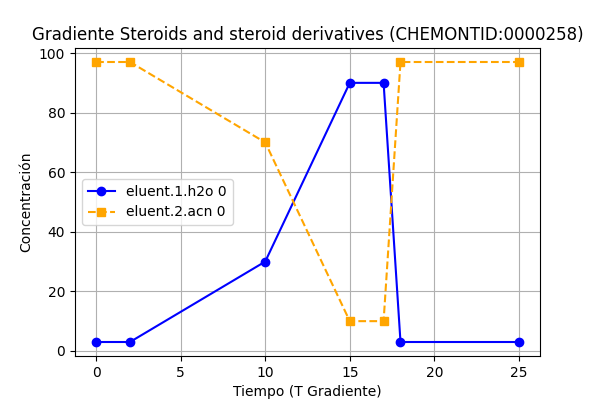 Gradiente Steroids and steroid derivatives (CHEMONTID:0000258)
100
80
60
40
20
0
Concentración
eluent.1.h2o 0
eluent.2.acn 0
0 5 10 15 20 25
Tiempo (T Gradiente)